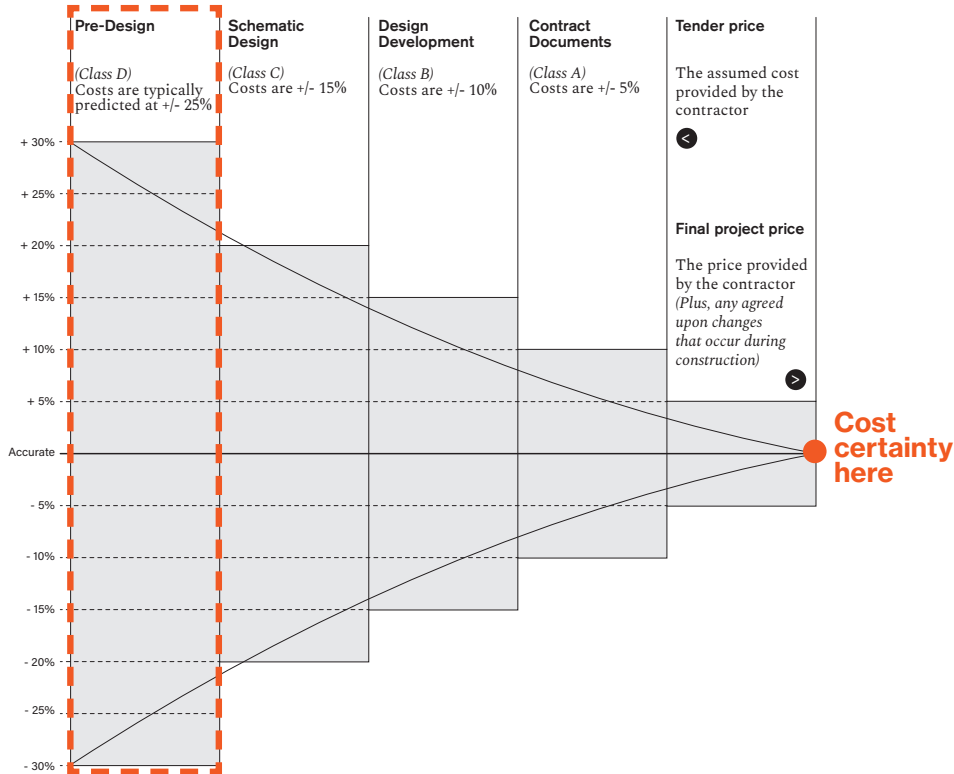 Pre-Design
(Class D)
Costs are typically
predicted at +/- 25%
Schematic
Design
(Class C)
Costs are +/- 15%
Design
Development
(Class B)
Costs are +/- 10%
Contract
Documents
(Class A)
Costs are +/- 5%
Tender price
The assumed cost
provided by the
contractor
<
Final project price
The price provided
by the contractor
(Plus, any agreed
upon changes
that occur during
construction)
>
+ 30%
+ 25%
+ 20%
+ 15%
+ 10%
+ 5%
Accurate
- 5%
- 10%
- 15%
- 20%
- 25%
- 30%
Cost
certainty
here